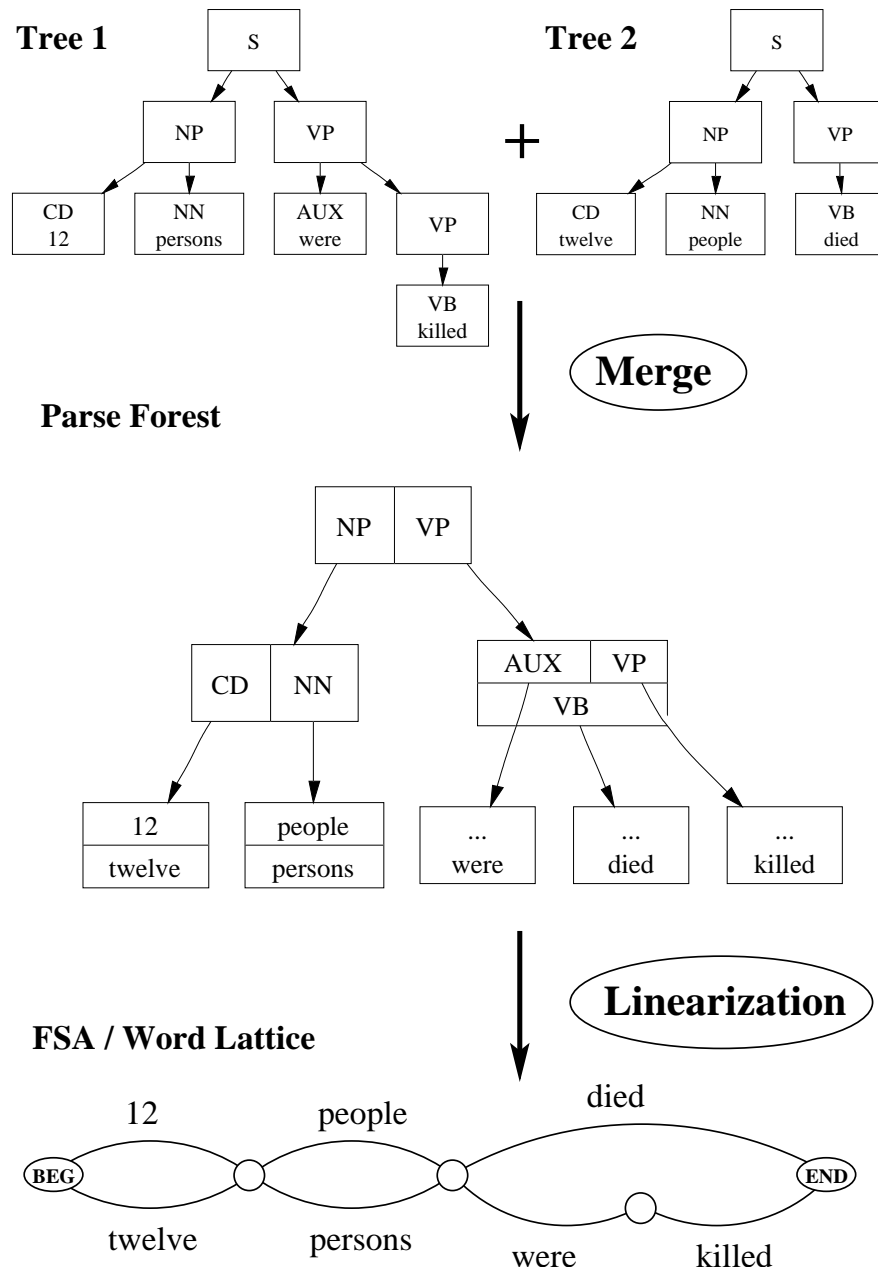 Tree 1
S
Tree 2
S
NP VP
+
NP VP
CD NN AUX
12 persons were
VP
CD NN VB
twelve people died
VB
killed
Merge
Parse Forest
NP VP
CD NN
AUX VP
VB
12
twelve
people
persons
...
were
...
died
...
killed
Linearization
FSA / Word Lattice
12 people died
BEG END
twelve persons were killed